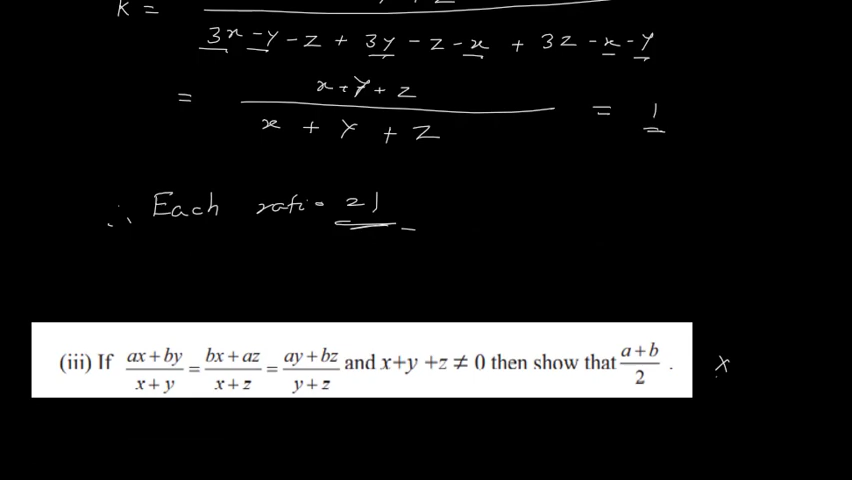 K =
3x - y - z + 3y - z - x + 3z - x - y
= x + y + z / x + y + z = 1
∴ Each ratio = 1
(iii) If ax+by/x+y = bx+az/x+z = ay+bz/y+z and x+y +z ≠ 0 then show that a+b/2 . x